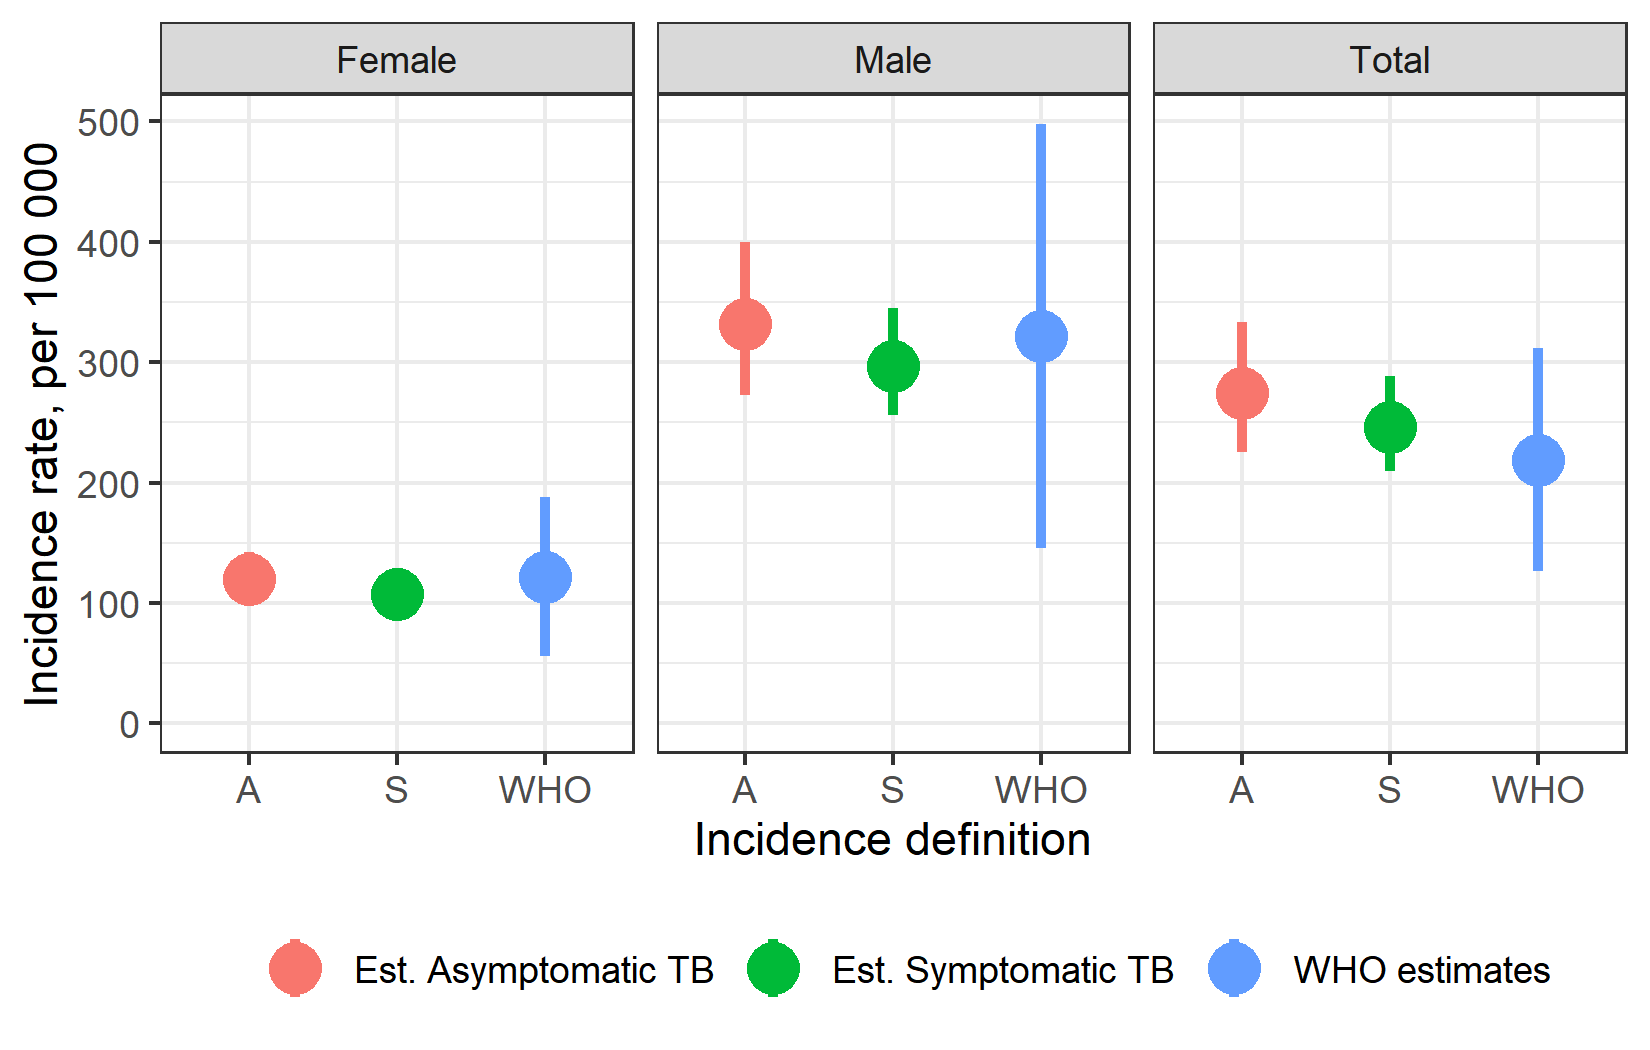 Female Male Total
Incidence rate, per 100 000
500
400
300
200
100
0
A S WHO A S WHO A S WHO
Incidence definition
Est. Asymptomatic TB Est. Symptomatic TB WHO estimates